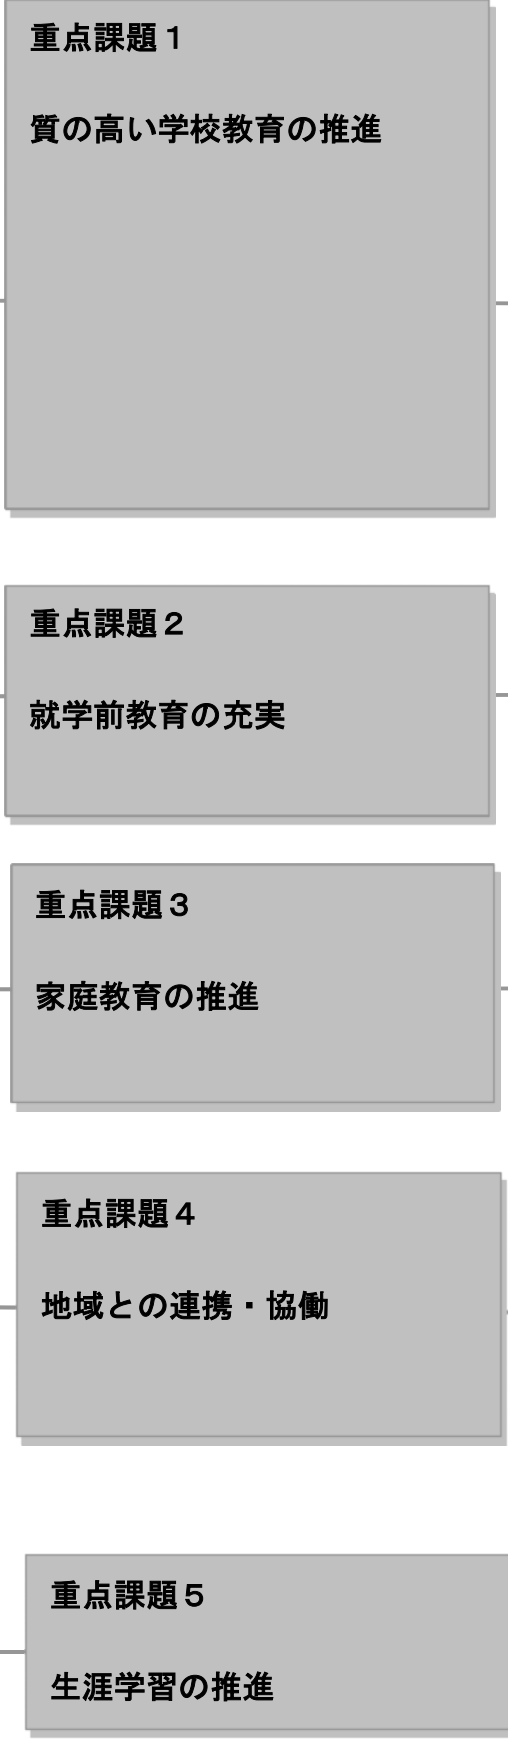 重点課題１
質の高い学校教育の推進
重点課題２
就学前教育の充実
重点課題３
家庭教育の推進
重点課題４
地域との連携・協働
重点課題５
生涯学習の推進